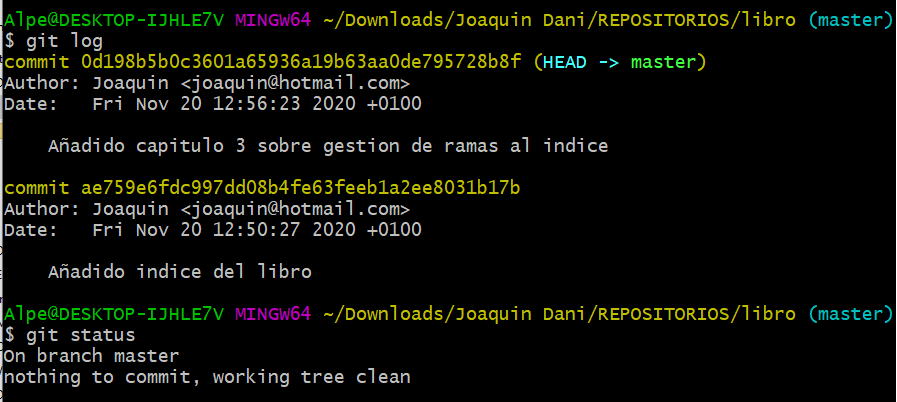 Alpe@DESKTOP-IJHLE7V MINGW64 ~/Downloads/Joaquin Dani/REPOSITORIOS/libro (master)
$ git log
commit 0d198b5b0c3601a65936a19b63aa0de795728b8f (HEAD -> master)
Author: Joaquin <joaquin@hotmail.com>
Date:   Fri Nov 20 12:56:23 2020 +0100

    Añadido capitulo 3 sobre gestion de ramas al indice

commit ae759e6fdc997dd08b4fe63feeb1a2ee8031b17b
Author: Joaquin <joaquin@hotmail.com>
Date:   Fri Nov 20 12:50:27 2020 +0100

    Añadido indice del libro

Alpe@DESKTOP-IJHLE7V MINGW64 ~/Downloads/Joaquin Dani/REPOSITORIOS/libro (master)
$ git status
On branch master
nothing to commit, working tree clean